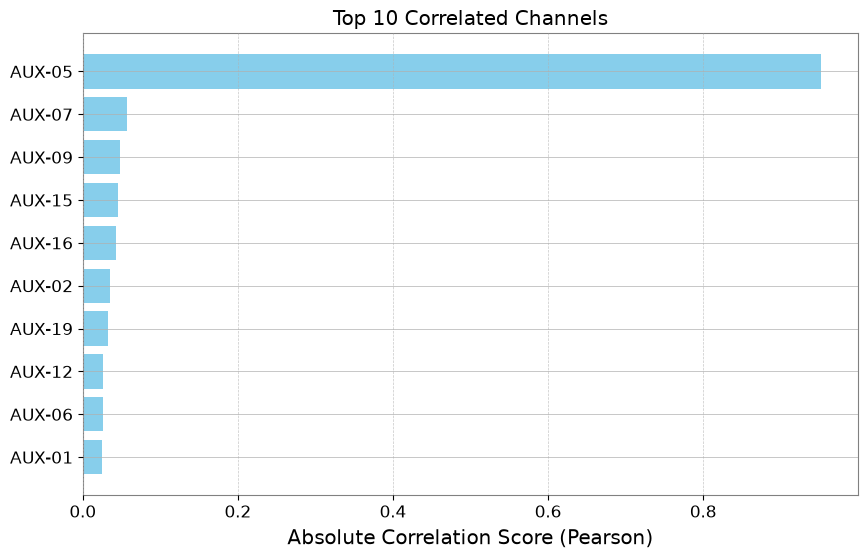 Top 10 Correlated Channels
AUX-05
AUX-07
AUX-09
AUX-15
AUX-16
AUX-02
AUX-19
AUX-12
AUX-06
AUX-01
0.0 0.2 0.4 0.6 0.8
Absolute Correlation Score (Pearson)